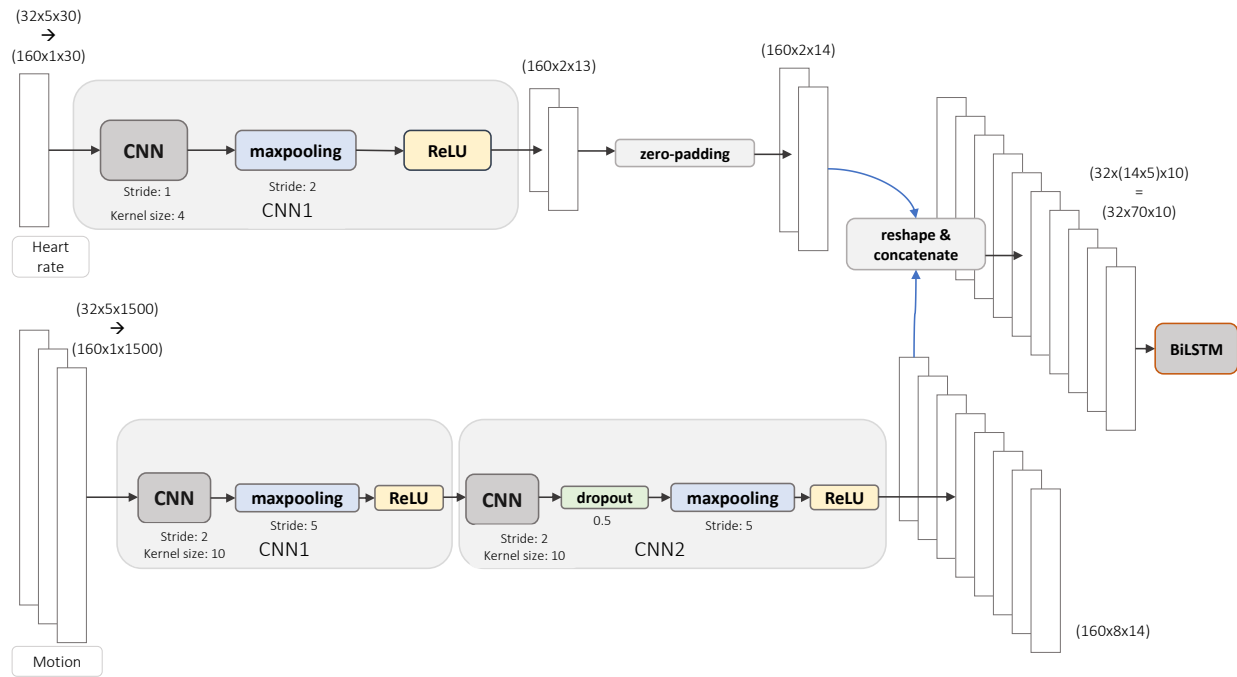 (32x5x30)
→
(160x1x30)
CNN
Stride: 1
Kernel size: 4
maxpooling
Stride: 2
ReLU
CNN1
Heart
rate
(160x2x13)
zero-padding
(160x2x14)
reshape &
concatenate
(32x(14x5)x10)
=
(32x70x10)
BiLSTM
(32x5x1500)
→
(160x1x1500)
CNN
Stride: 2
Kernel size: 10
maxpooling
Stride: 5
ReLU
CNN1
CNN
Stride: 2
Kernel size: 10
dropout
0.5
maxpooling
Stride: 5
ReLU
CNN2
(160x8x14)
Motion